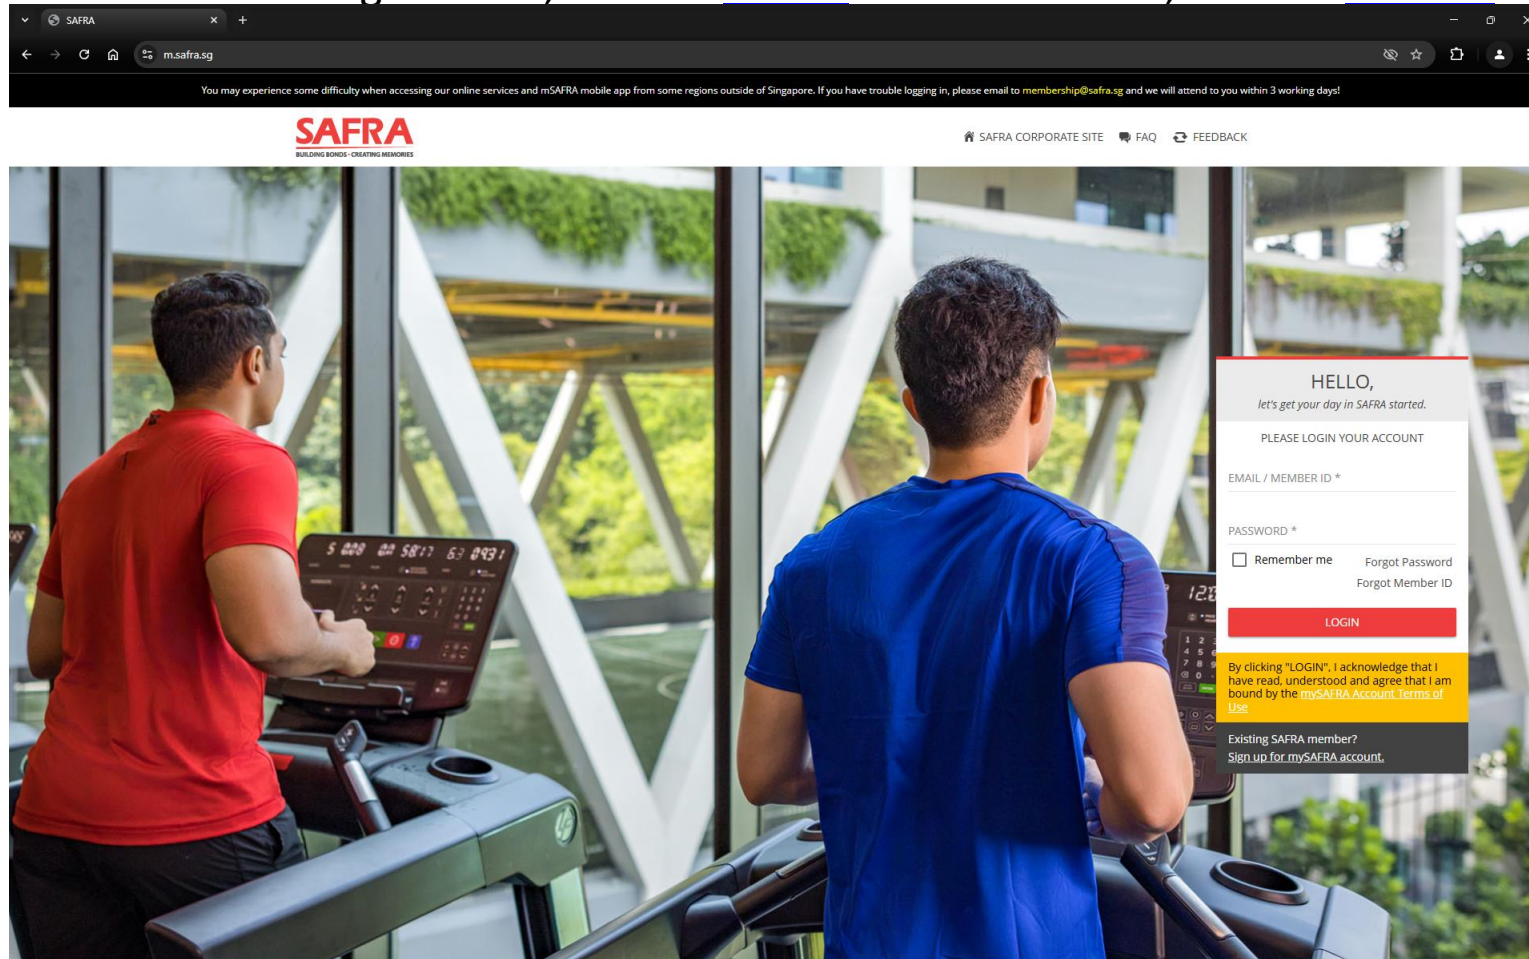 SAFRA
m.safra.sg
You may experience some difficulty when accessing our online services and mSAFRA mobile app from some regions outside of Singapore. If you have trouble logging in, please email to membership@safra.sg and we will attend to you within 3 working days!
SAFRA
BUILDING BONDS · CREATING MEMORIES
SAFRA CORPORATE SITE
FAQ
FEEDBACK
HELLO,
let's get your day in SAFRA started.
PLEASE LOGIN YOUR ACCOUNT
EMAIL / MEMBER ID *
PASSWORD *
Remember me
Forgot Password
Forgot Member ID
LOGIN
By clicking "LOGIN", I acknowledge that I
have read, understood and agree that I am
bound by the mySAFRA Account Terms of
Use
Existing SAFRA member?
Sign up for mySAFRA account.